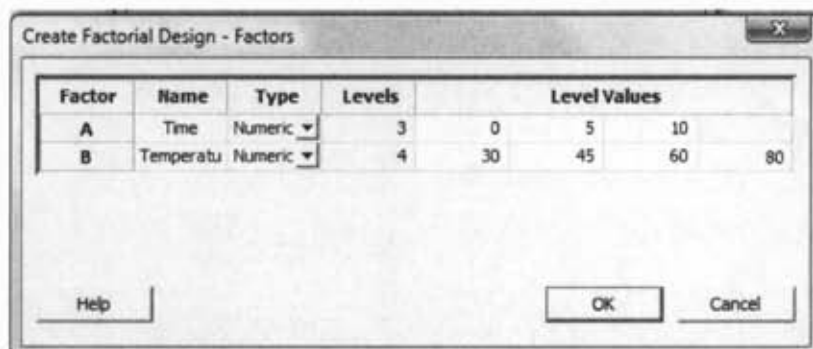 Create Factorial Design - Factors
Factor Name Type Levels Level Values
A Time Numeric 3 0 5 10
B Temperatu Numeric 4 30 45 60 80
Help OK Cancel